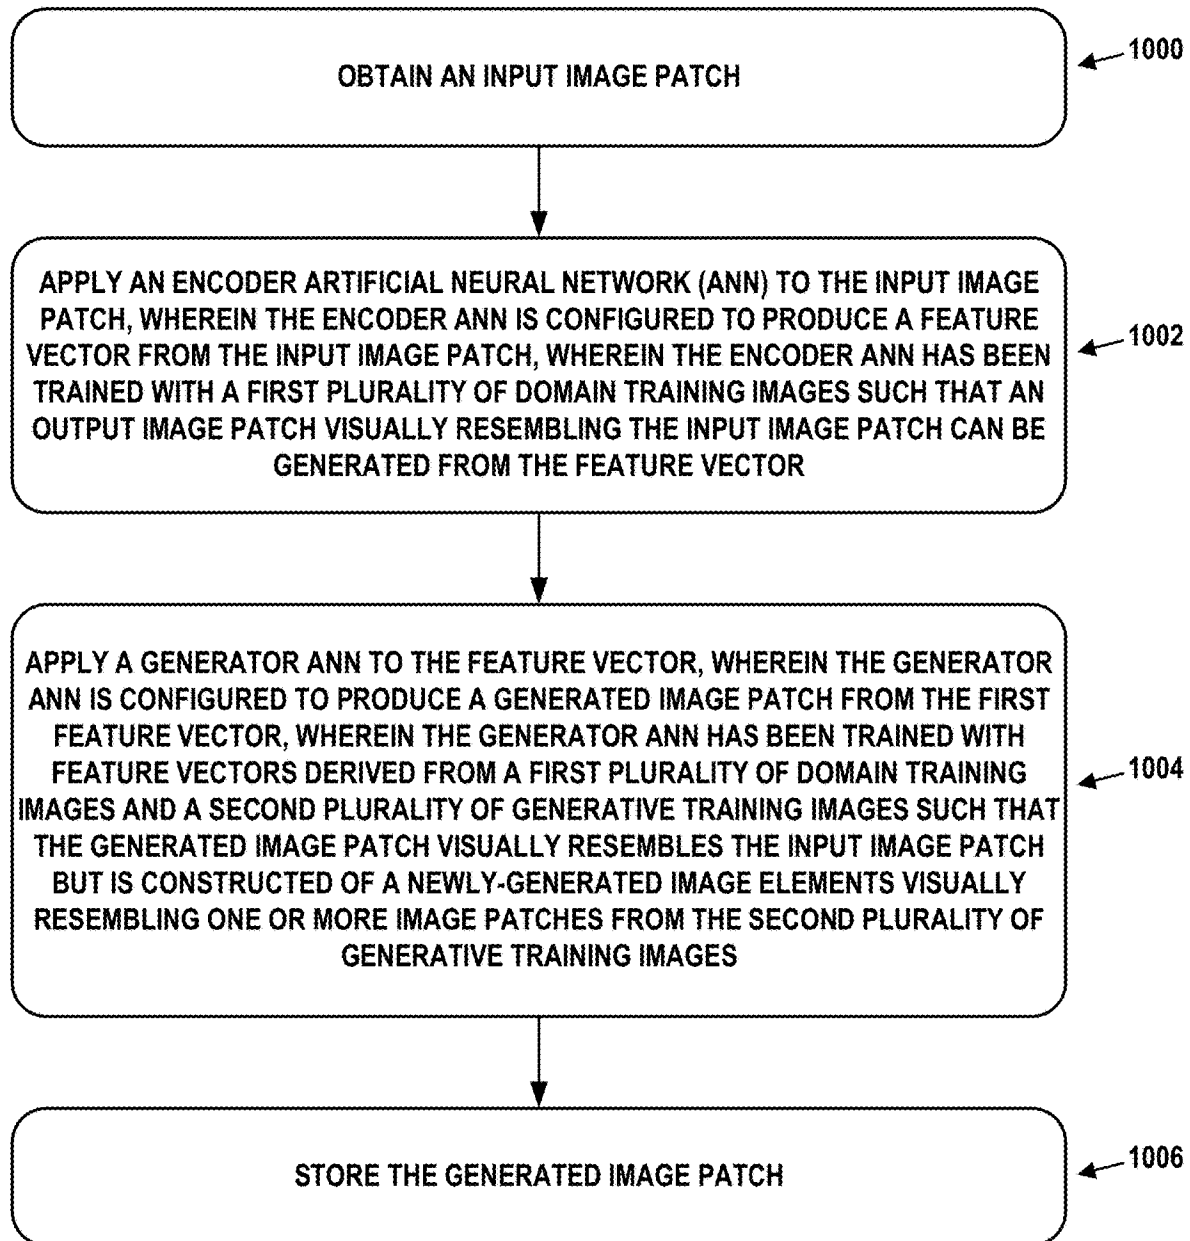 OBTAIN AN INPUT IMAGE PATCH
1000
APPLY AN ENCODER ARTIFICIAL NEURAL NETWORK (ANN) TO THE INPUT IMAGE
PATCH, WHEREIN THE ENCODER ANN IS CONFIGURED TO PRODUCE A FEATURE
VECTOR FROM THE INPUT IMAGE PATCH, WHEREIN THE ENCODER ANN HAS BEEN
TRAINED WITH A FIRST PLURALITY OF DOMAIN TRAINING IMAGES SUCH THAT AN
OUTPUT IMAGE PATCH VISUALLY RESEMBLING THE INPUT IMAGE PATCH CAN BE
GENERATED FROM THE FEATURE VECTOR
1002
APPLY A GENERATOR ANN TO THE FEATURE VECTOR, WHEREIN THE GENERATOR
ANN IS CONFIGURED TO PRODUCE A GENERATED IMAGE PATCH FROM THE FIRST
FEATURE VECTOR, WHEREIN THE GENERATOR ANN HAS BEEN TRAINED WITH
FEATURE VECTORS DERIVED FROM A FIRST PLURALITY OF DOMAIN TRAINING
IMAGES AND A SECOND PLURALITY OF GENERATIVE TRAINING IMAGES SUCH THAT
THE GENERATED IMAGE PATCH VISUALLY RESEMBLES THE INPUT IMAGE PATCH
BUT IS CONSTRUCTED OF A NEWLY-GENERATED IMAGE ELEMENTS VISUALLY
RESEMBLING ONE OR MORE IMAGE PATCHES FROM THE SECOND PLURALITY OF
GENERATIVE TRAINING IMAGES
1004
STORE THE GENERATED IMAGE PATCH
1006